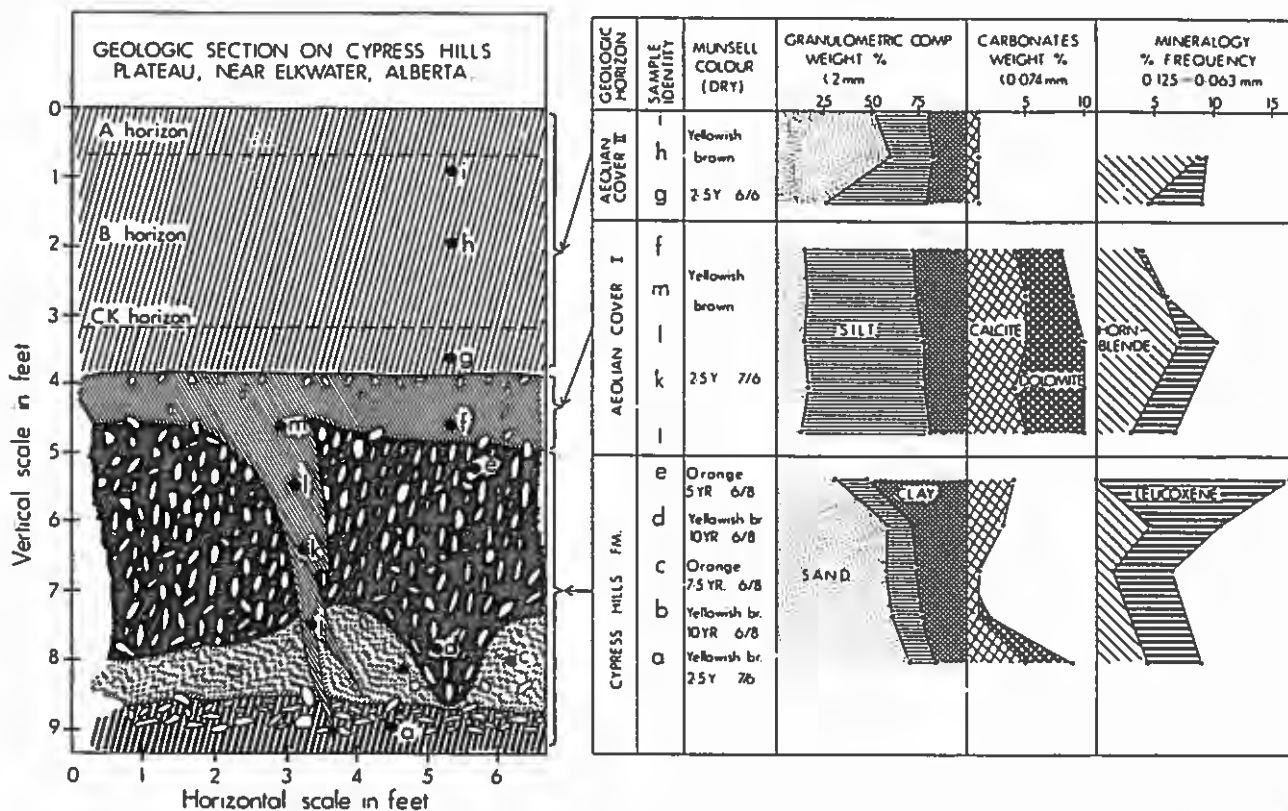 GEOLOGIC SECTION ON CYPRESS HILLS
PLATEAU, NEAR ELKWATER, ALBERTA.
0
1
2
3
4
5
6
7
8
9
Vertical scale in feet
A horizon
B horizon
CK horizon
i
h
g
f
m
e
l
k
d
c
b
a
0 1 2 3 4 5 6
Horizontal scale in feet
GEOLOGIC
HORIZON
SAMPLE
IDENTITY
MUNSELL
COLOUR
(DRY)
GRANULOMETRIC COMP
WEIGHT %
<2 mm
25 50 75
CARBONATES
WEIGHT %
<0.074 mm
5 10
MINERALOGY
% FREQUENCY
0.125 - 0.063 mm
5 10 15
AEOLIAN
COVER II
i
h
g
Yellowish
brown
2·5Y 6/6
AEOLIAN COVER I
f
m
l
k
l
Yellowish
brown
2·5Y 7/6
SILT
CALCITE
DOLOMITE
HORN-
BLENDE
CYPRESS HILLS FM.
e
Orange
5YR 6/8
d
Yellowish br
10YR 6/8
c
Orange
7·5YR. 6/8
b
Yellowish br.
10YR 6/8
a
Yellowish br.
2·5Y 7/6
SAND
CLAY
LEUCOXENE